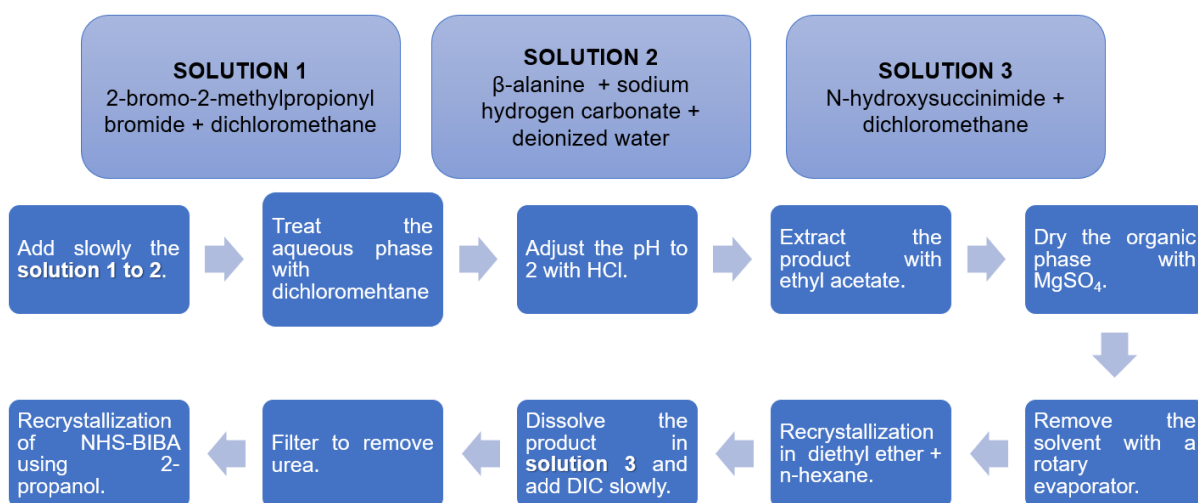 SOLUTION 1
2-bromo-2-methylpropionyl
bromide + dichloromethane
SOLUTION 2
β-alanine + sodium
hydrogen carbonate +
deionized water
SOLUTION 3
N-hydroxysuccinimide +
dichloromethane
Add slowly the
solution 1 to 2.
Treat the
aqueous phase
with
dichloromehtane
Adjust the pH to
2 with HCl.
Extract the
product with
ethyl acetate.
Dry the organic
phase with
MgSO₄.
Remove the
solvent with a
rotary
evaporator.
Recrystallization
in diethyl ether +
n-hexane.
Dissolve the
product in
solution 3 and
add DIC slowly.
Filter to remove
urea.
Recrystallization
of NHS-BIBA
using 2-
propanol.